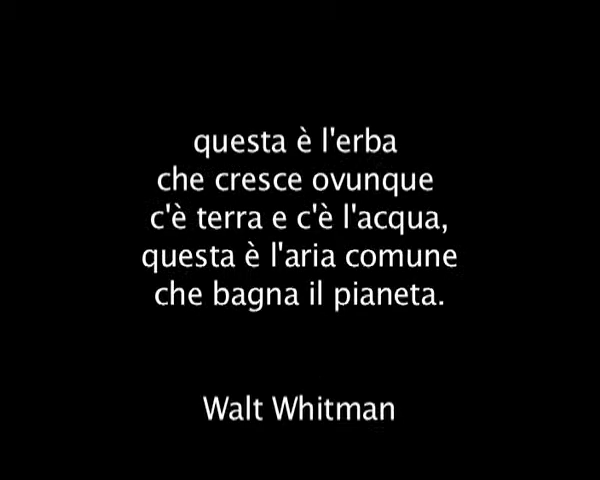 questa è l'erba
che cresce ovunque
c'è terra e c'è l'acqua,
questa è l'aria comune
che bagna il pianeta.
Walt Whitman